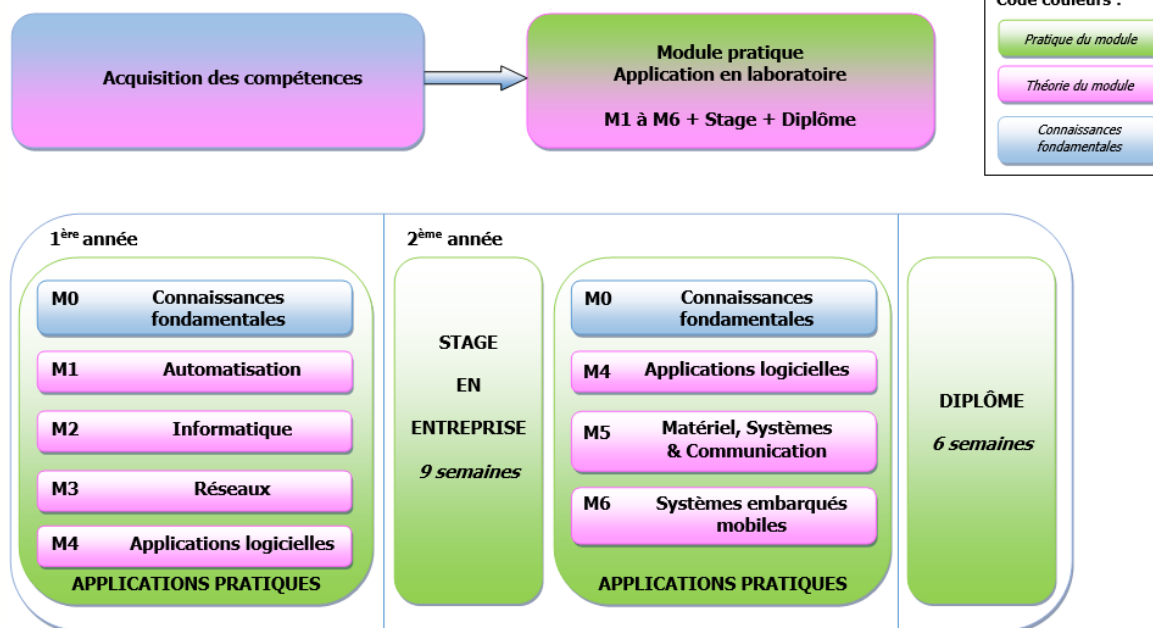 Code couleurs :
Pratique du module
Théorie du module
Connaissances
fondamentales
Acquisition des compétences
Module pratique
Application en laboratoire
M1 à M6 + Stage + Diplôme
1ère année
M0 Connaissances
fondamentales
M1 Automatisation
M2 Informatique
M3 Réseaux
M4 Applications logicielles
APPLICATIONS PRATIQUES
2ème année
STAGE
EN
ENTREPRISE
9 semaines
M0 Connaissances
fondamentales
M4 Applications logicielles
M5 Matériel, Systèmes
& Communication
M6 Systèmes embarqués
mobiles
APPLICATIONS PRATIQUES
DIPLÔME
6 semaines